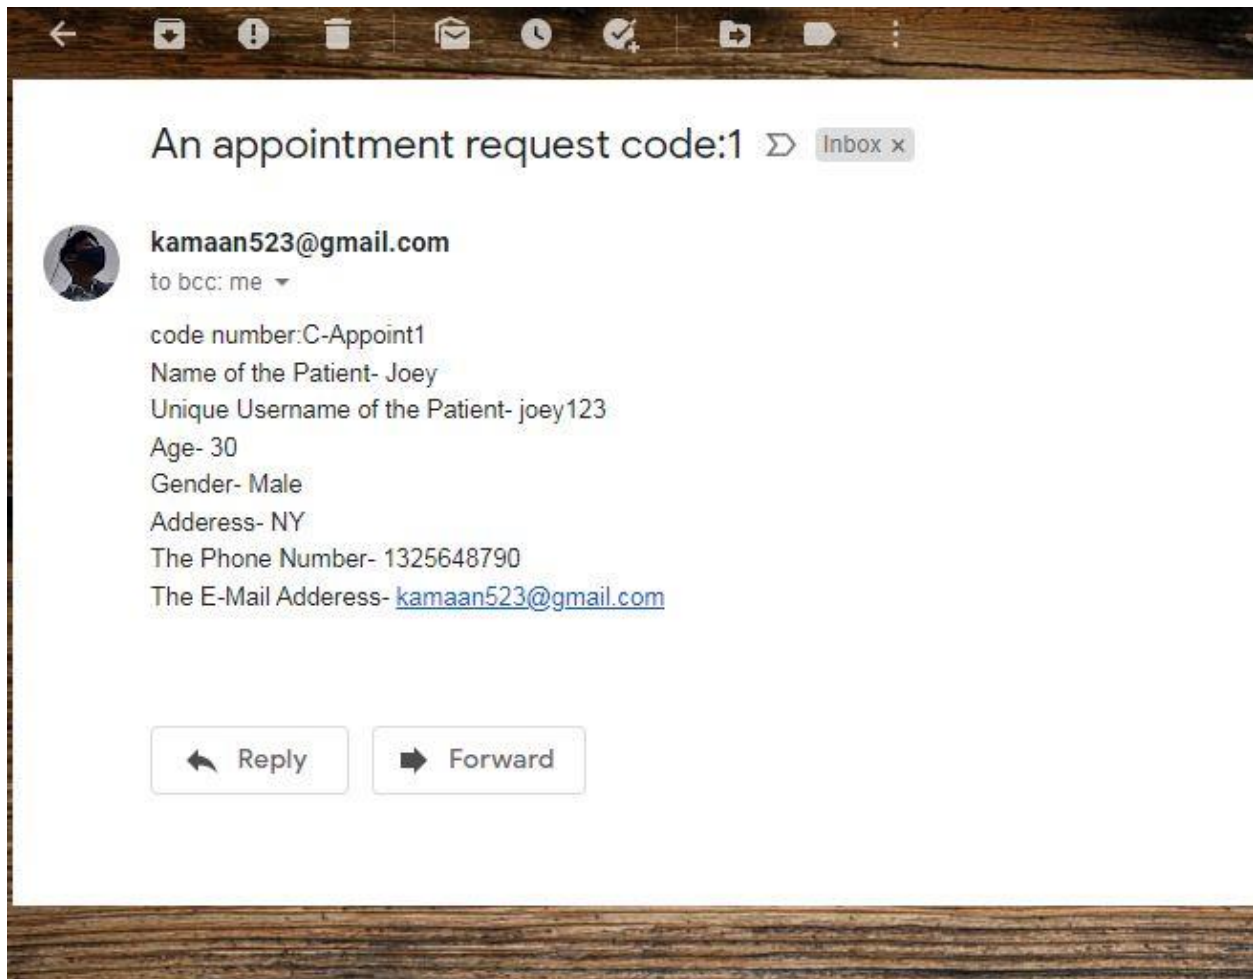 An appointment request code:1 Inbox x
kamaan523@gmail.com
to bcc: me
code number:C-Appoint1
Name of the Patient- Joey
Unique Username of the Patient- joey123
Age- 30
Gender- Male
Adderess- NY
The Phone Number- 1325648790
The E-Mail Adderess- kamaan523@gmail.com
Reply Forward